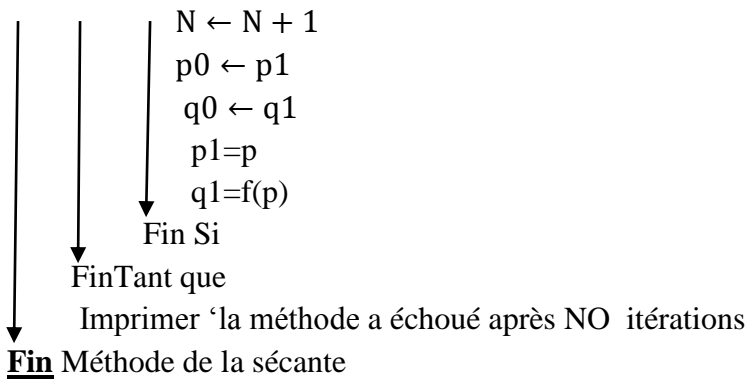 N ← N + 1
p0 ← p1
q0 ← q1
p1=p
q1=f(p)
Fin Si
FinTant que
Imprimer ‘la méthode a échoué après NO itérations
Fin Méthode de la sécante